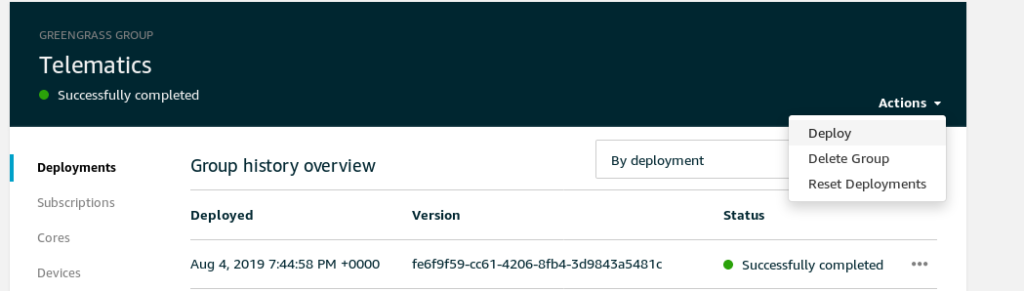 GREENGRASS GROUP
Telematics
Successfully completed
Actions
Deploy
Delete Group
Reset Deployments
Deployments
Subscriptions
Cores
Devices
Group history overview
By deployment
Deployed Version Status
Aug 4, 2019 7:44:58 PM +0000 fe6f9f59-cc61-4206-8fb4-3d9843a5481c Successfully completed